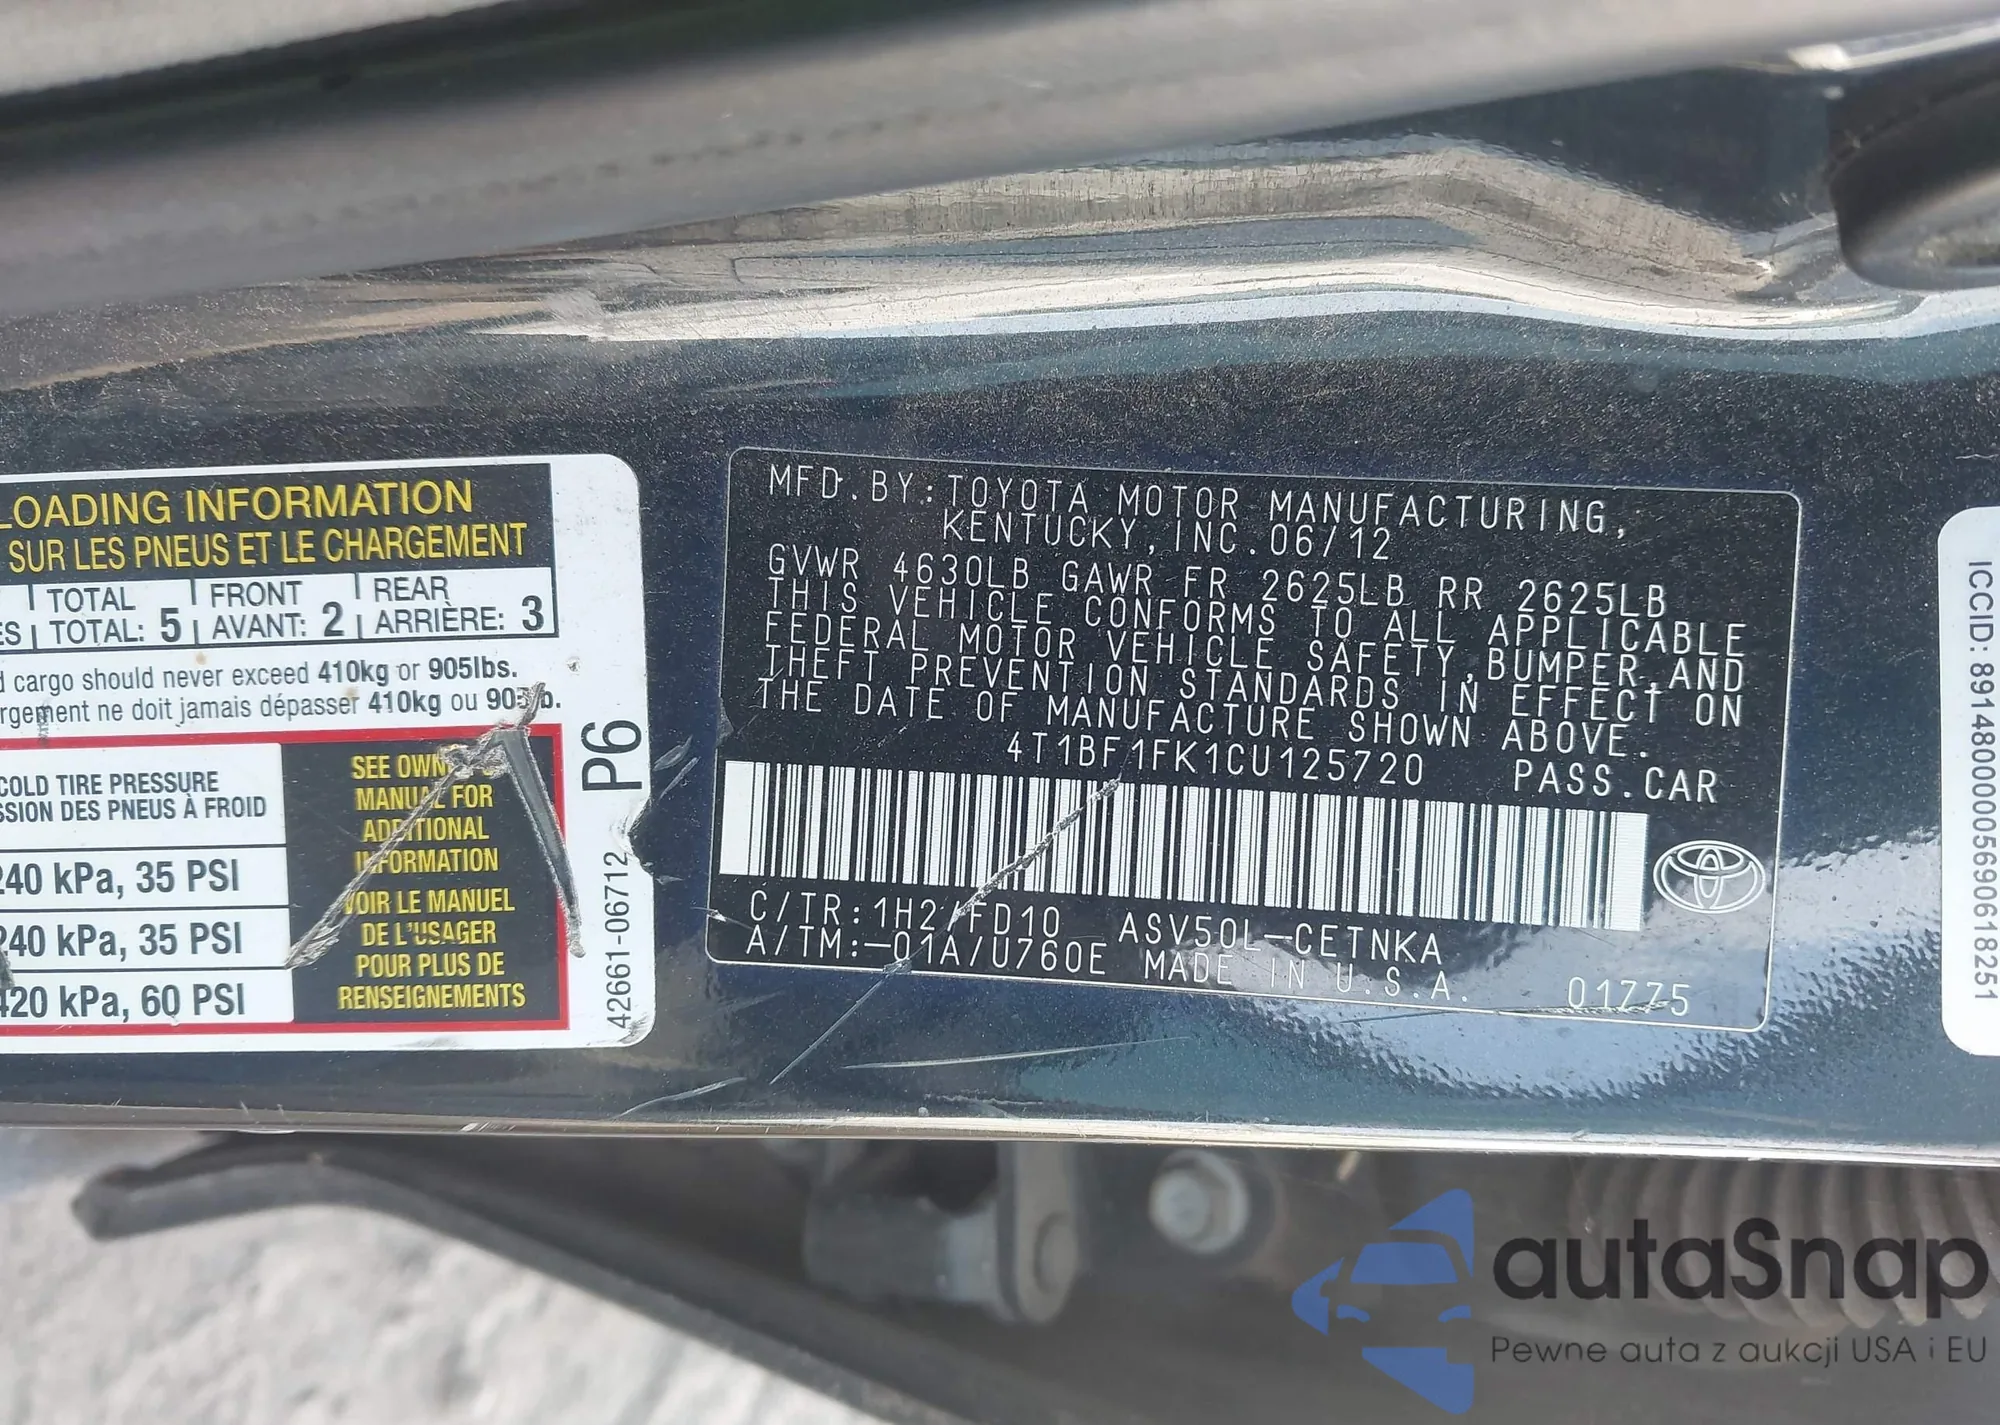 LOADING INFORMATION
SUR LES PNEUS ET LE CHARGEMENT
TOTAL FRONT REAR
TOTAL: 5 AVANT: 2 ARRIÈRE: 3
cargo should never exceed 410kg or 905lbs.
ne doit jamais dépasser 410kg ou 905lb.
COLD TIRE PRESSURE
DES PNEUS À FROID
240 kPa, 35 PSI
240 kPa, 35 PSI
420 kPa, 60 PSI
SEE OWNER'S
MANUAL FOR
ADDITIONAL
INFORMATION
VOIR LE MANUEL
DE L'USAGER
POUR PLUS DE
RENSEIGNEMENTS
P6
42661-06712
MFD.BY:TOYOTA MOTOR MANUFACTURING,
KENTUCKY,INC.06/12
GVWR 4630LB GAWR FR 2625LB RR 2625LB
THIS VEHICLE CONFORMS TO ALL APPLICABLE
FEDERAL MOTOR VEHICLE SAFETY,BUMPER,AND
THEFT PREVENTION STANDARDS IN EFFECT ON
THE DATE OF MANUFACTURE SHOWN ABOVE.
4T1BF1FK1CU125720 PASS.CAR
C/TR:1H2/FD10 ASV50L-CETNKA
A/TM:-01A/U760E MADE IN U.S.A.
01775
ICCID: 89148000005690618251
autaSnap
Pewne auta z aukcji USA i EU